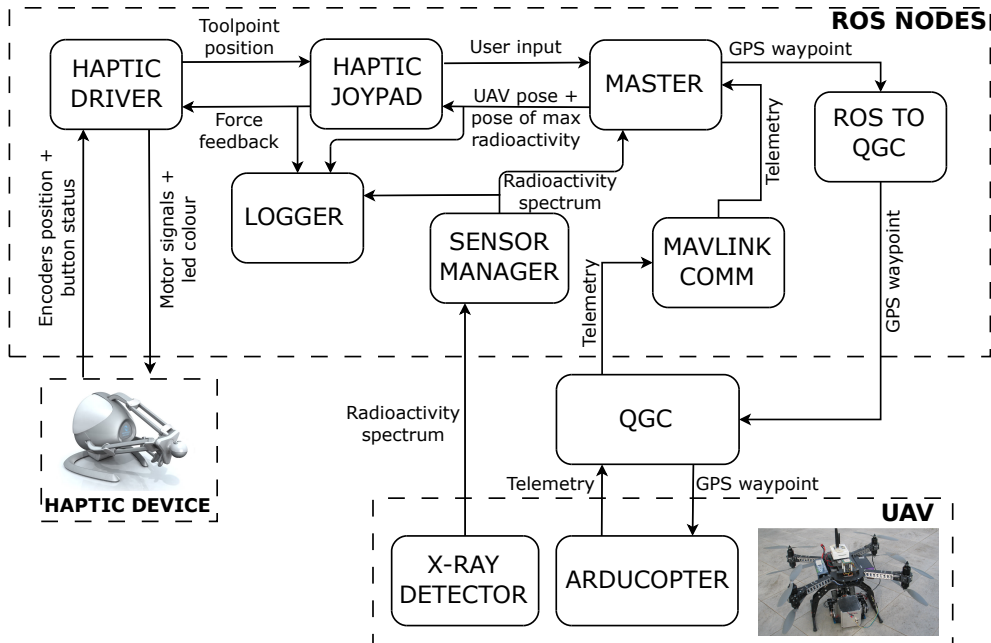 ROS NODES
Toolpoint
position
User input
GPS waypoint
HAPTIC
DRIVER
HAPTIC
JOYPAD
MASTER
ROS TO
QGC
Force
feedback
UAV pose +
pose of max
radioactivity
Telemetry
LOGGER
Radioactivity
spectrum
SENSOR
MANAGER
MAVLINK
COMM
Encoders position +
button status
Motor signals +
led colour
Telemetry
GPS waypoint
HAPTIC DEVICE
Radioactivity
spectrum
QGC
Telemetry
GPS waypoint
UAV
X-RAY
DETECTOR
ARDUCOPTER